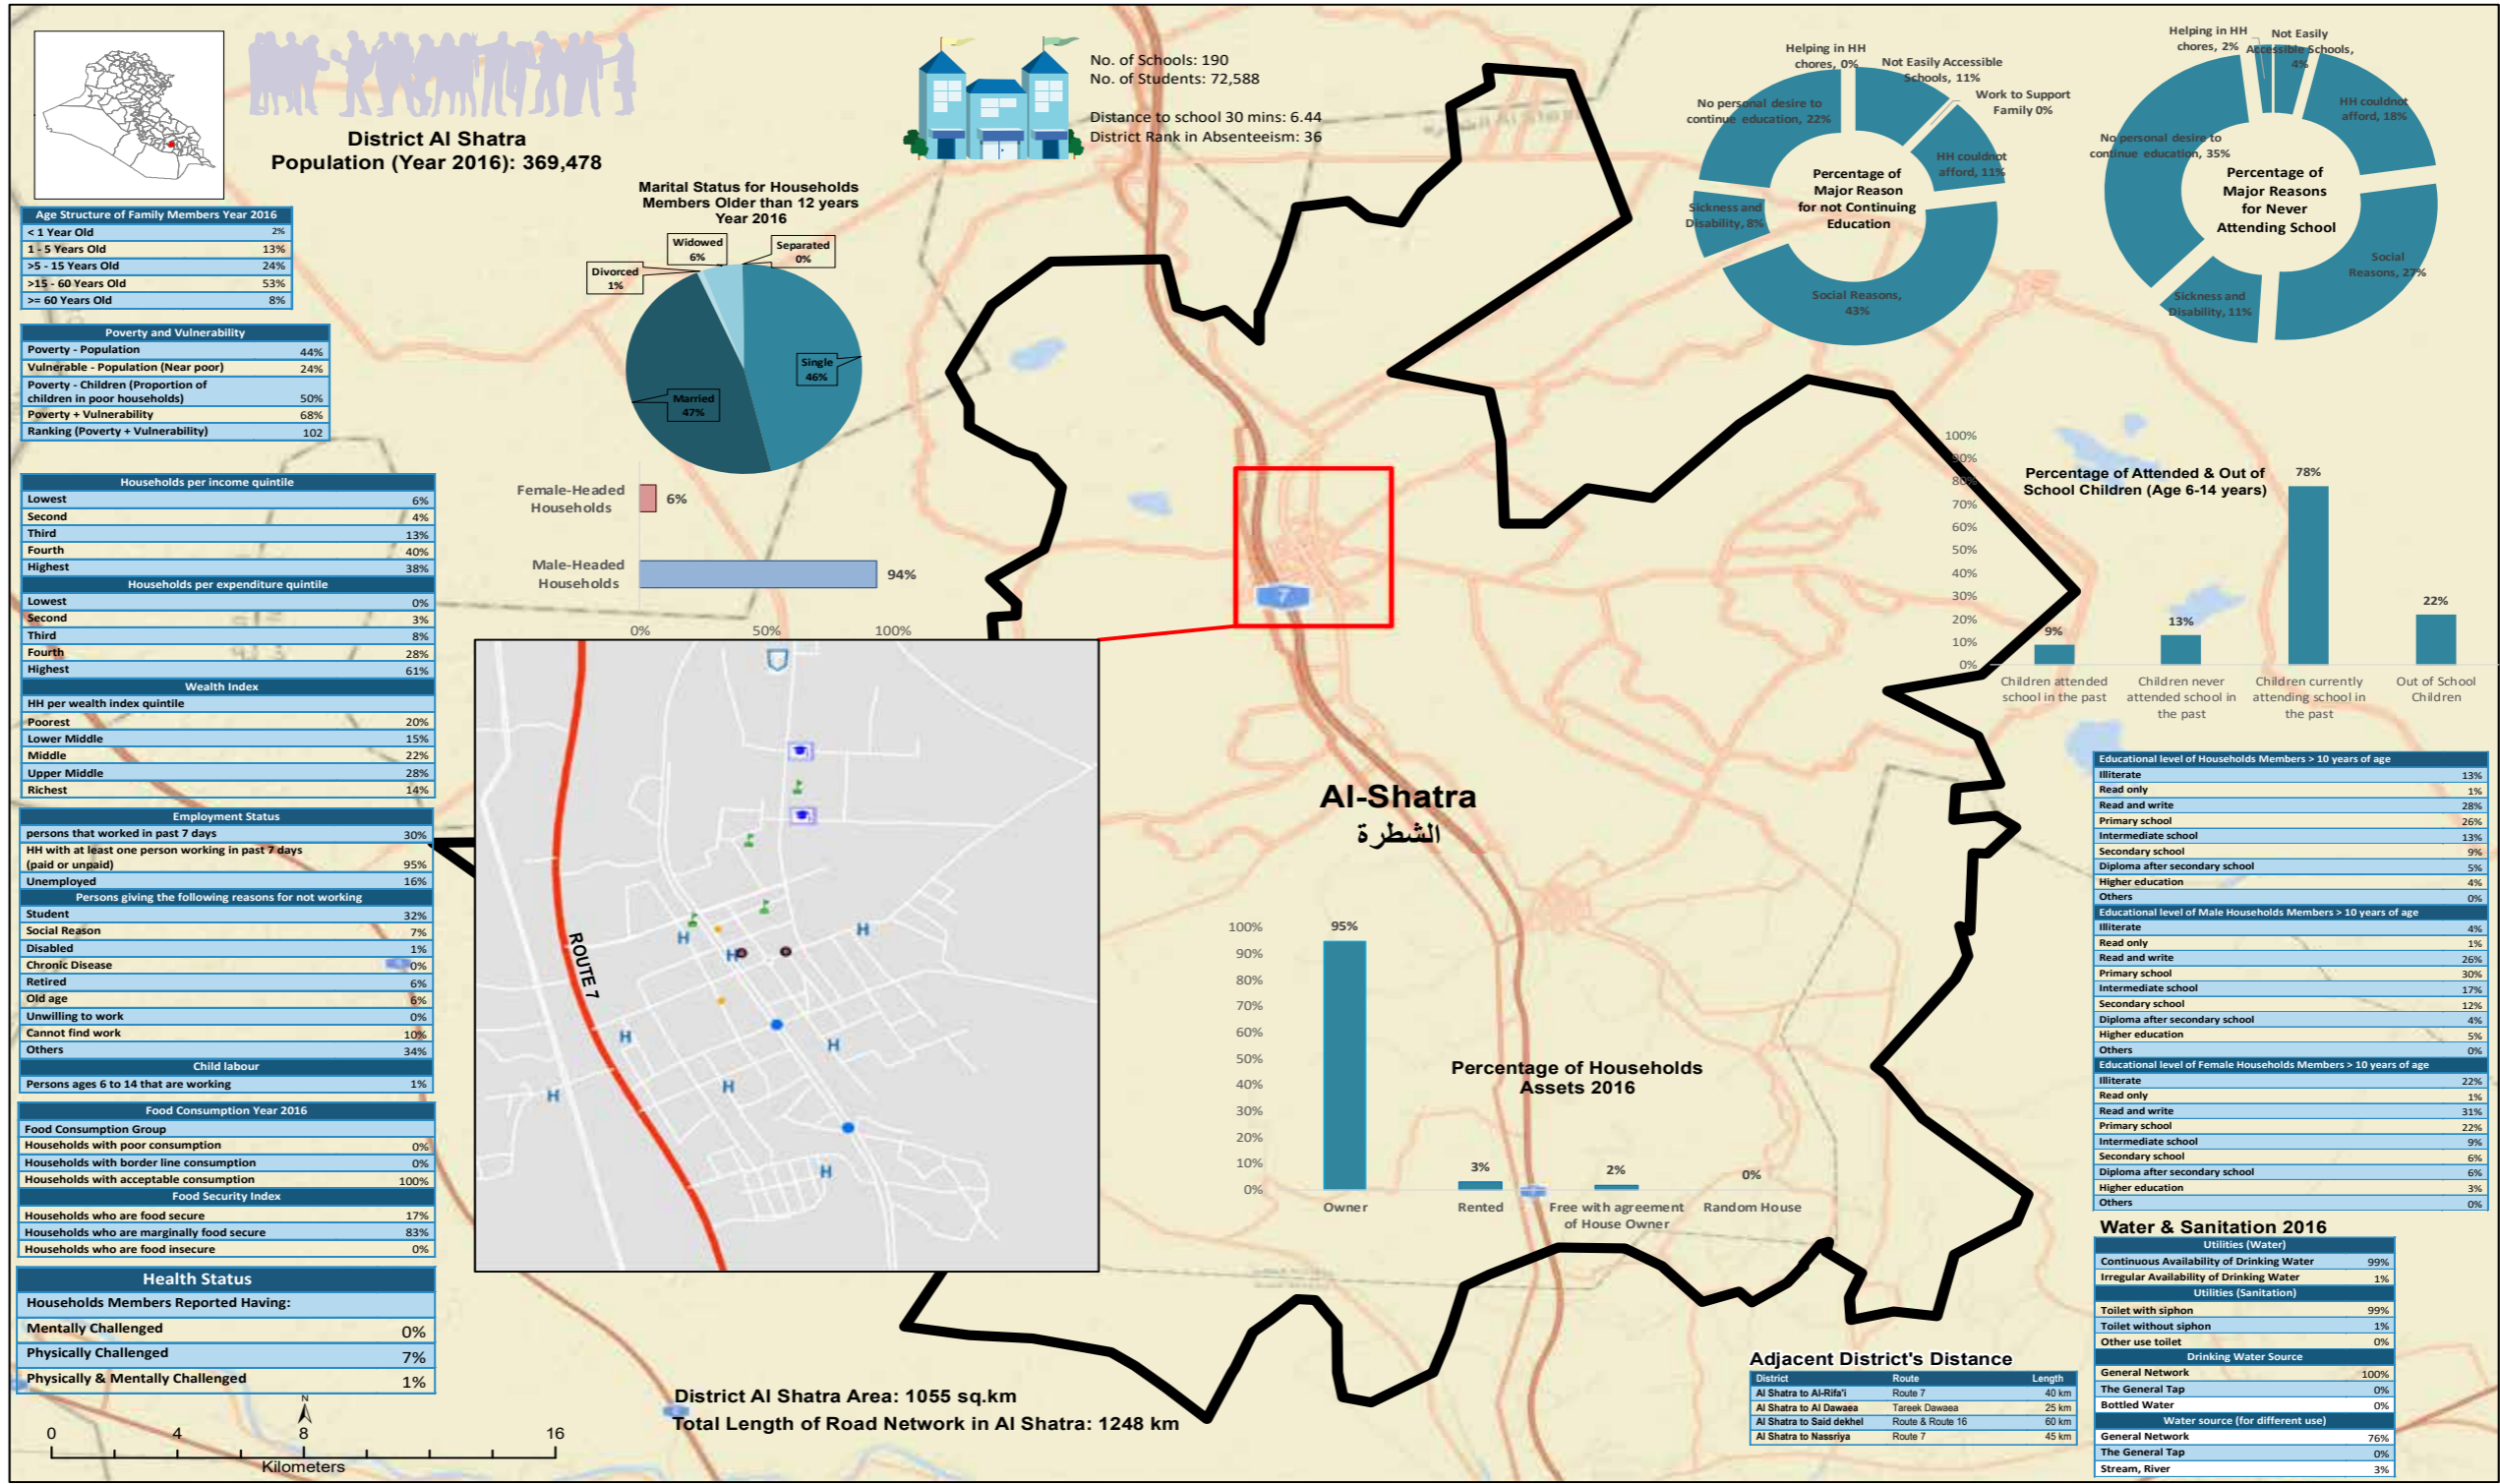 District Al Shatra
Population (Year 2016): 369,478
No. of Schools: 190
No. of Students: 72,588
Distance to school 30 mins: 6.44
District Rank in Absenteeism: 36
Age Structure of Family Members Year 2016
< 1 Year Old 2%
1 - 5 Years Old 13%
>5 - 15 Years Old 24%
>15 - 60 Years Old 53%
>= 60 Years Old 8%
Poverty and Vulnerability
Poverty - Population 44%
Vulnerable - Population (Near poor) 24%
Poverty - Children (Proportion of
children in poor households) 50%
Poverty + Vulnerability 68%
Ranking (Poverty + Vulnerability) 102
Households per income quintile
Lowest 6%
Second 4%
Third 13%
Fourth 40%
Highest 38%
Households per expenditure quintile
Lowest 0%
Second 3%
Third 8%
Fourth 28%
Highest 61%
Wealth Index
HH per wealth index quintile
Poorest 20%
Lower Middle 15%
Middle 22%
Upper Middle 28%
Richest 14%
Employment Status
persons that worked in past 7 days 30%
HH with at least one person working in past 7 days
(paid or unpaid) 95%
Unemployed 16%
Persons giving the following reasons for not working
Student 32%
Social Reason 7%
Disabled 1%
Chronic Disease 0%
Retired 6%
Old age 6%
Unwilling to work 0%
Cannot find work 10%
Others 34%
Child labour
Persons ages 6 to 14 that are working 1%
Food Consumption Year 2016
Food Consumption Group
Households with poor consumption 0%
Households with border line consumption 0%
Households with acceptable consumption 100%
Food Security Index
Households who are food secure 17%
Households who are marginally food secure 83%
Households who are food insecure 0%
Health Status
Households Members Reported Having:
Mentally Challenged 0%
Physically Challenged 7%
Physically & Mentally Challenged 1%
N
0 4 8 16
Kilometers
Marital Status for Households
Members Older than 12 years
Year 2016
Widowed
6%
Separated
0%
Divorced
1%
Single
46%
Married
47%
Female-Headed
Households
6%
Male-Headed
Households
94%
0% 50% 100%
ROUTE 7
H
H
H
H
H
H
H
H
7
Al-Shatra
الشطرة
Percentage of Households
Assets 2016
100%
90%
80%
70%
60%
50%
40%
30%
20%
10%
0%
95%
3%
2%
0%
Owner
Rented
Free with agreement
of House Owner
Random House
District Al Shatra Area: 1055 sq.km
Total Length of Road Network in Al Shatra: 1248 km
Percentage of
Major Reason
for not Continuing
Education
Helping in HH
chores, 0%
Not Easily Accessible
Schools, 11%
Work to Support
Family 0%
HH couldnot
afford, 11%
Social Reasons,
43%
Sickness and
Disability, 8%
No personal desire to
continue education, 22%
Percentage of
Major Reasons
for Never
Attending School
Helping in HH
chores, 2%
Not Easily
Accessible Schools,
4%
HH couldnot
afford, 18%
Social
Reasons, 27%
Sickness and
Disability, 11%
No personal desire to
continue education, 35%
Percentage of Attended & Out of
School Children (Age 6-14 years)
100%
90%
80%
70%
60%
50%
40%
30%
20%
10%
0%
9%
13%
78%
22%
Children attended
school in the past
Children never
attended school in
the past
Children currently
attending school in
the past
Out of School
Children
Educational level of Households Members > 10 years of age
Illiterate 13%
Read only 1%
Read and write 28%
Primary school 26%
Intermediate school 13%
Secondary school 9%
Diploma after secondary school 5%
Higher education 4%
Others 0%
Educational level of Male Households Members > 10 years of age
Illiterate 4%
Read only 1%
Read and write 26%
Primary school 30%
Intermediate school 17%
Secondary school 12%
Diploma after secondary school 4%
Higher education 5%
Others 0%
Educational level of Female Households Members > 10 years of age
Illiterate 22%
Read only 1%
Read and write 31%
Primary school 22%
Intermediate school 9%
Secondary school 6%
Diploma after secondary school 6%
Higher education 3%
Others 0%
Water & Sanitation 2016
Utilities (Water)
Continuous Availability of Drinking Water 99%
Irregular Availability of Drinking Water 1%
Utilities (Sanitation)
Toilet with siphon 99%
Toilet without siphon 1%
Other use toilet 0%
Drinking Water Source
General Network 100%
The General Tap 0%
Bottled Water 0%
Water source (for different use)
General Network 76%
The General Tap 0%
Stream, River 3%
Adjacent District's Distance
District Route Length
Al Shatra to Al-Rifa'i Route 7 40 km
Al Shatra to Al Dawaea Tareek Dawaea 25 km
Al Shatra to Said dekhel Route & Route 16 60 km
Al Shatra to Nassriya Route 7 45 km